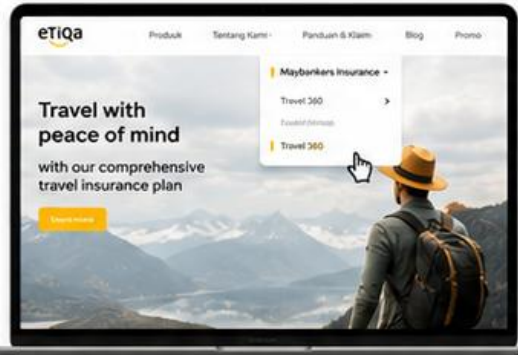 eTiQa
Produuk
Tentang Kami
Panduan & Klaim
Blog
Promo
Maybankers Insurance
Travel 360
Travel 360
Travel with
peace of mind
with our comprehensive
travel insurance plan